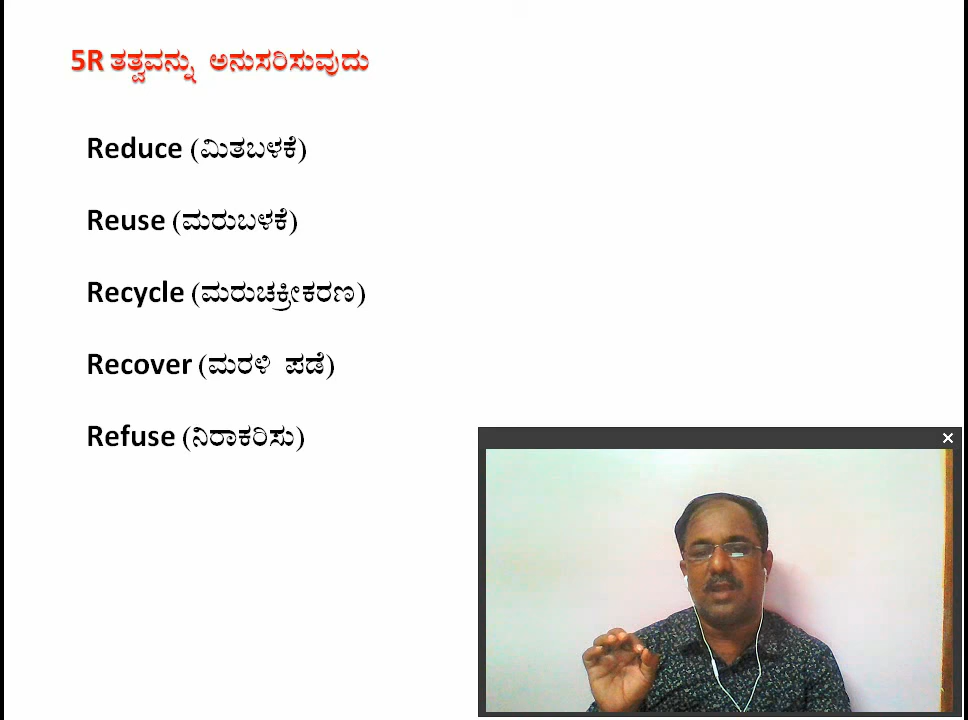 5R ತತ್ವವನ್ನು ಅನುಸರಿಸುವುದು
Reduce (ಮಿತಬಳಕೆ)
Reuse (ಮರುಬಳಕೆ)
Recycle (ಮರುಚಕ್ರೀಕರಣ)
Recover (ಮರಳಿ ಪಡೆ)
Refuse (ನಿರಾಕರಿಸು)